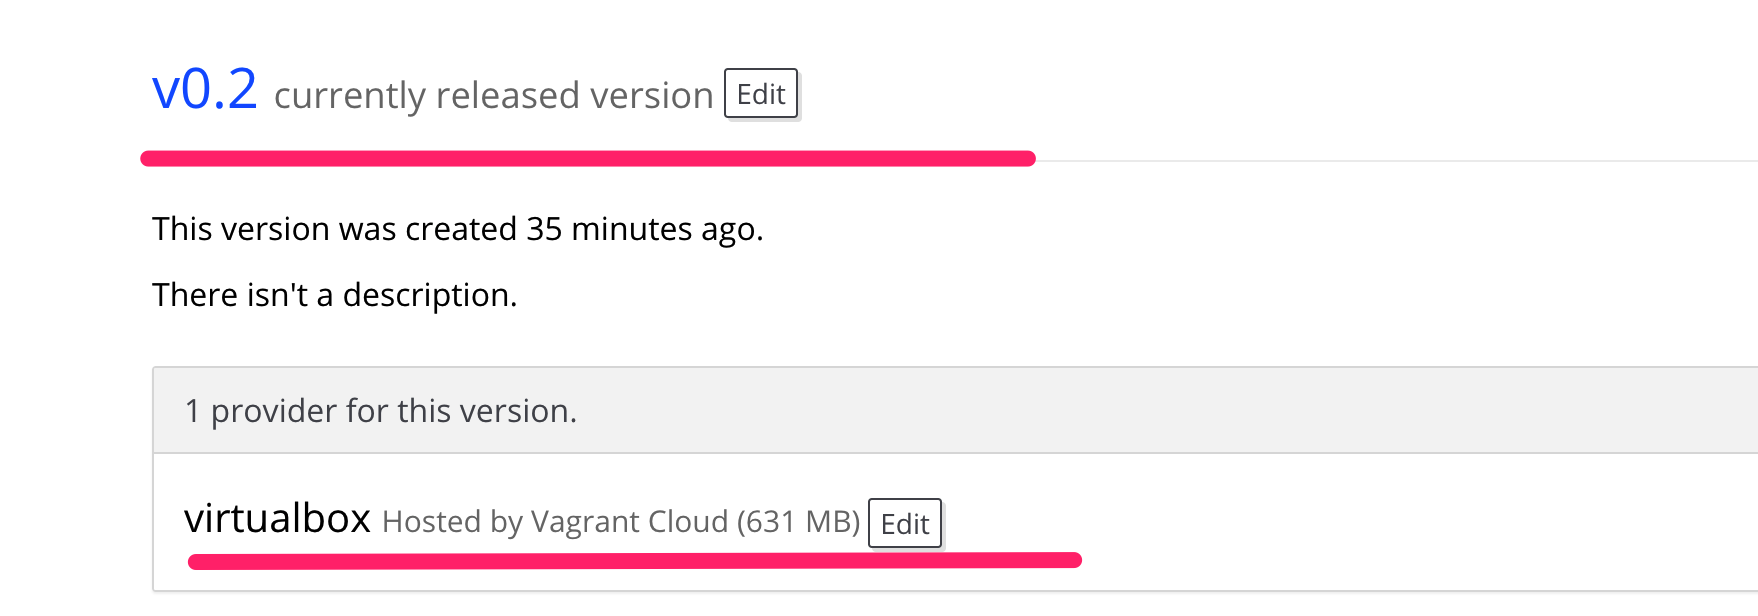 v0.2 currently released version Edit
This version was created 35 minutes ago.
There isn't a description.
1 provider for this version.
virtualbox Hosted by Vagrant Cloud (631 MB) Edit